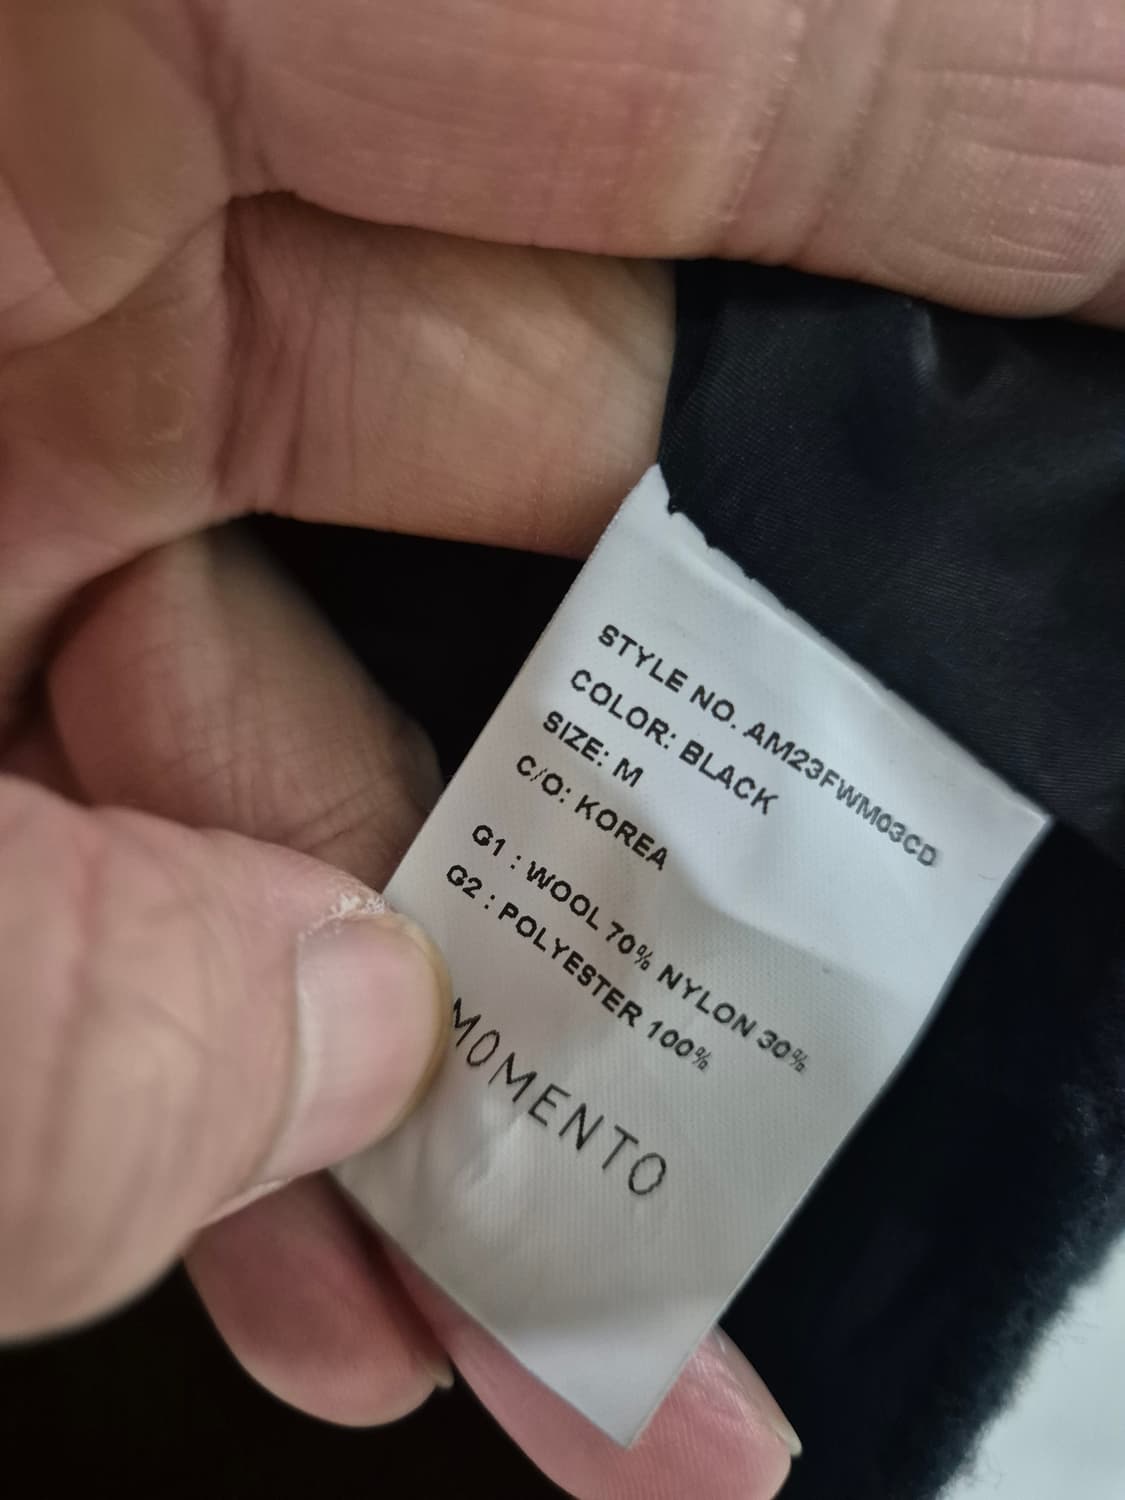 STYLE NO. AM23FWM03CD
COLOR: BLACK
SIZE: M
C/O: KOREA
G1 : WOOL 70% NYLON 30%
G2 : POLYESTER 100%
MOMENTO